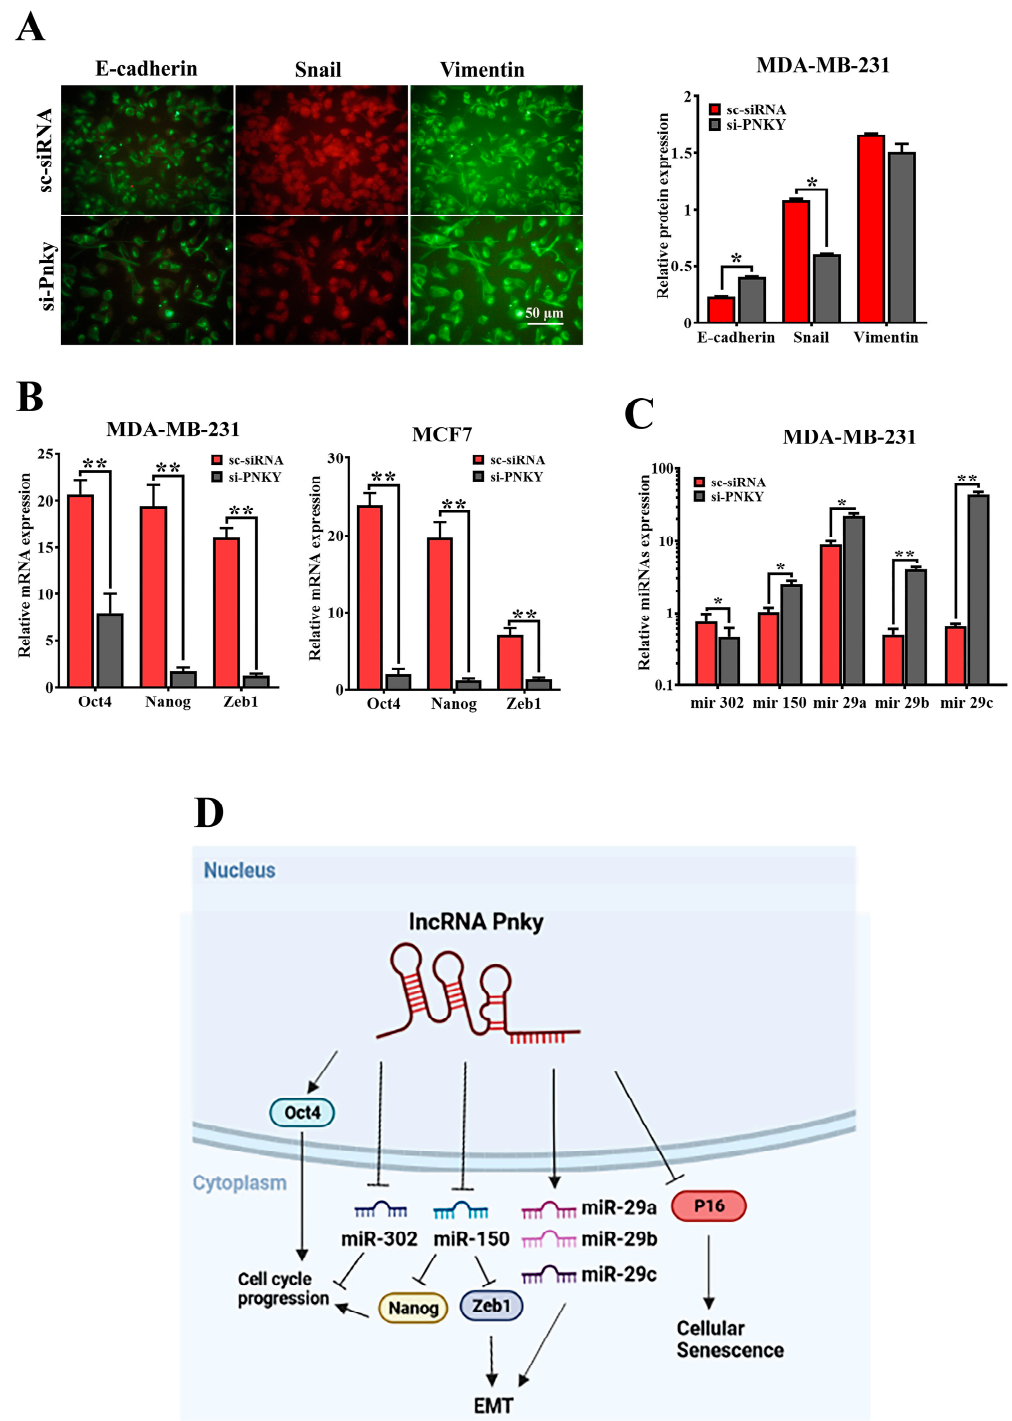 A
E-cadherin Snail Vimentin
sc-siRNA
si-Pnky
50 µm
MDA-MB-231
Relative protein expression
2
1.5
1
0.5
0
sc-siRNA
si-PNKY
*
*
E-cadherin Snail Vimentin
B
MDA-MB-231
Relative mRNA expression
25
20
15
10
5
0
sc-siRNA
si-PNKY
**
**
**
Oct4 Nanog Zeb1
MCF7
Relative mRNA expression
30
20
10
0
sc-siRNA
si-PNKY
**
**
**
Oct4 Nanog Zeb1
C
MDA-MB-231
Relative miRNAs expression
100
10
1
0.1
sc-siRNA
si-PNKY
*
*
*
**
**
mir 302 mir 150 mir 29a mir 29b mir 29c
D
Nucleus
lncRNA Pnky
Oct4
Cytoplasm
miR-302
miR-150
miR-29a
miR-29b
miR-29c
P16
Cell cycle
progression
Nanog
Zeb1
Cellular
Senescence
EMT